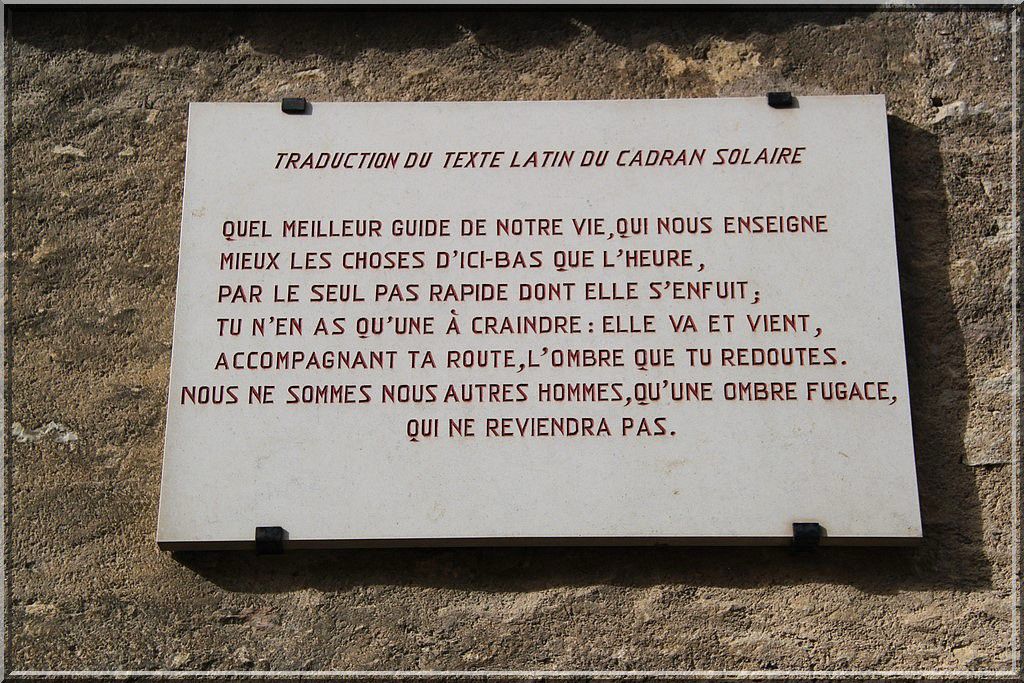 TRADUCTION DU TEXTE LATIN DU CADRAN SOLAIRE
QUEL MEILLEUR GUIDE DE NOTRE VIE, QUI NOUS ENSEIGNE
MIEUX LES CHOSES D'ICI-BAS QUE L'HEURE,
PAR LE SEUL PAS RAPIDE DONT ELLE S'ENFUIT;
TU N'EN AS QU'UNE À CRAINDRE: ELLE VA ET VIENT,
ACCOMPAGNANT TA ROUTE, L'OMBRE QUE TU REDOUTES.
NOUS NE SOMMES NOUS AUTRES HOMMES, QU'UNE OMBRE FUGACE,
QUI NE REVIENDRA PAS.